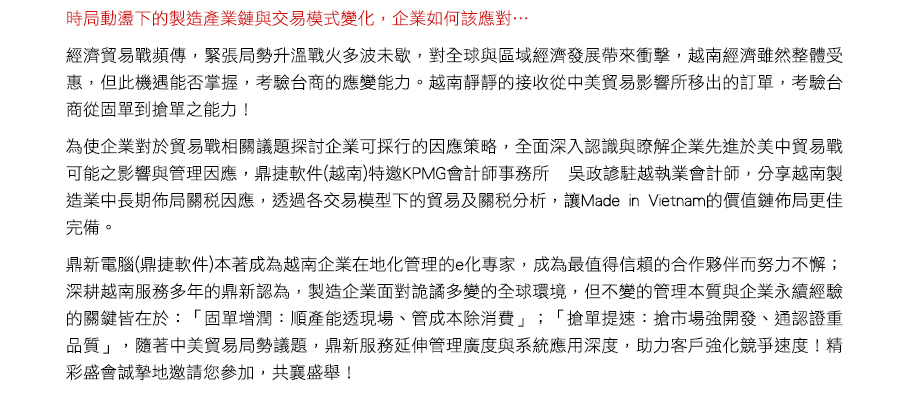 時局動盪下的製造產業鏈與交易模式變化，企業如何該應對⋯
經濟貿易戰頻傳，緊張局勢升溫戰火多波未歇，對全球與區域經濟發展帶來衝擊，越南經濟雖然整體受
惠，但此機遇能否掌握，考驗台商的應變能力。越南靜靜的接收從中美貿易影響所移出的訂單，考驗台
商從固單到搶單之能力！
為使企業對於貿易戰相關議題探討企業可採行的因應策略，全面深入認識與暸解企業先進於美中貿易戰
可能之影響與管理因應，鼎捷軟件(越南)特邀KPMG會計師事務所　吳政諺駐越執業會計師，分享越南製
造業中長期佈局關稅因應，透過各交易模型下的貿易及關稅分析，讓Made in Vietnam的價值鏈佈局更佳
完備。
鼎新電腦(鼎捷軟件)本著成為越南企業在地化管理的e化專家，成為最值得信賴的合作夥伴而努力不懈；
深耕越南服務多年的鼎新認為，製造企業面對詭譎多變的全球環境，但不變的管理本質與企業永續經驗
的關鍵皆在於：「固單增潤：順產能透現場、管成本除消費」；「搶單提速：搶市場強開發、通認證重
品質」，隨著中美貿易局勢議題，鼎新服務延伸管理廣度與系統應用深度，助力客戶強化競爭速度！精
彩盛會誠摯地邀請您參加，共襄盛舉！